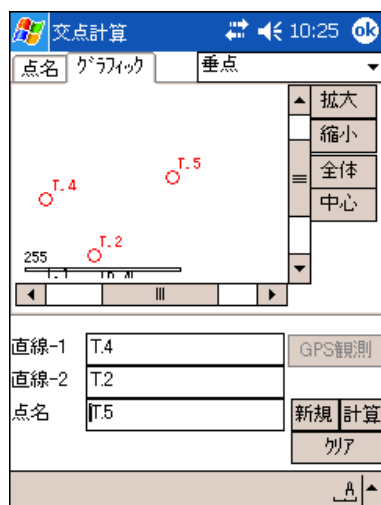 交点計算 10:25 ok
点名 ｸﾞﾗﾌｨｯｸ 垂点
拡大
縮小
全体
中心
T.5
T.4
T.2
255
直線-1 T.4 GPS観測
直線-2 T.2
点名 T.5 新規 計算
ｸﾘｱ
A